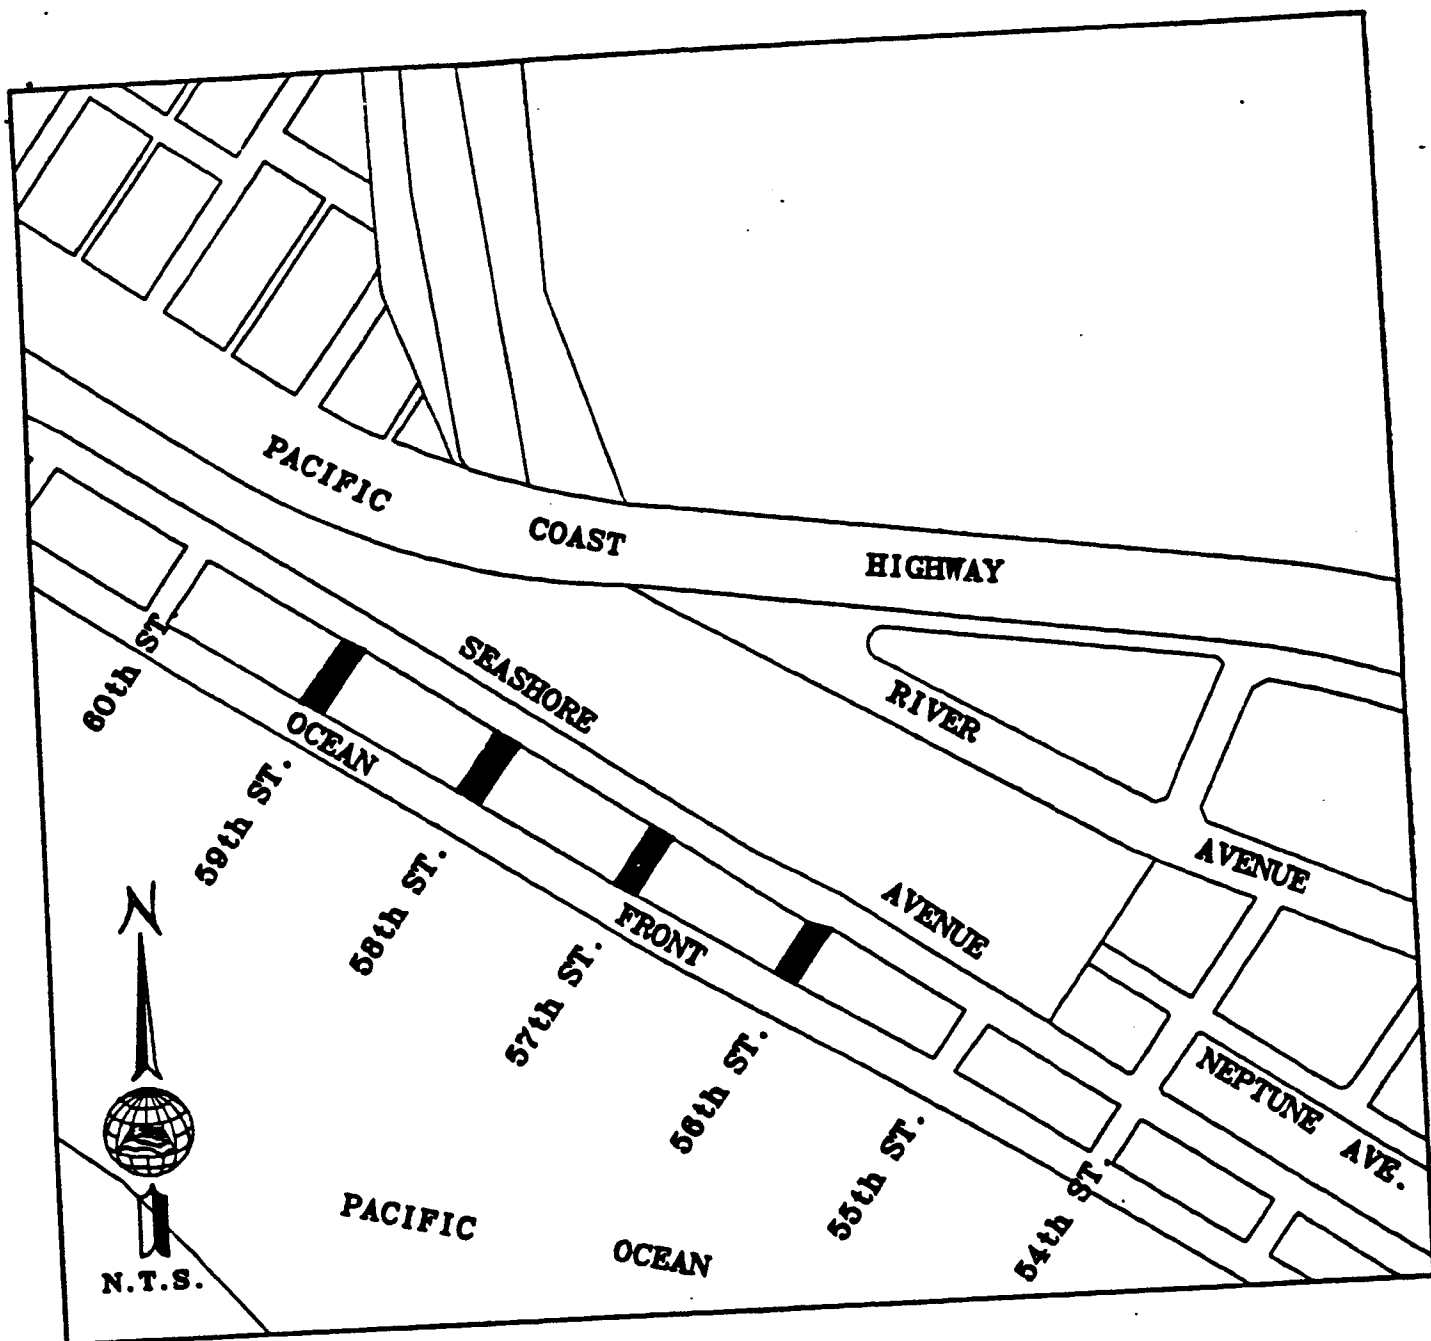 PACIFIC COAST HIGHWAY
SEASHORE AVENUE
RIVER AVENUE
OCEAN FRONT
NEPTUNE AVE.
60th ST.
59th ST.
58th ST.
57th ST.
56th ST.
55th ST.
54th ST.
N
N.T.S.
PACIFIC OCEAN